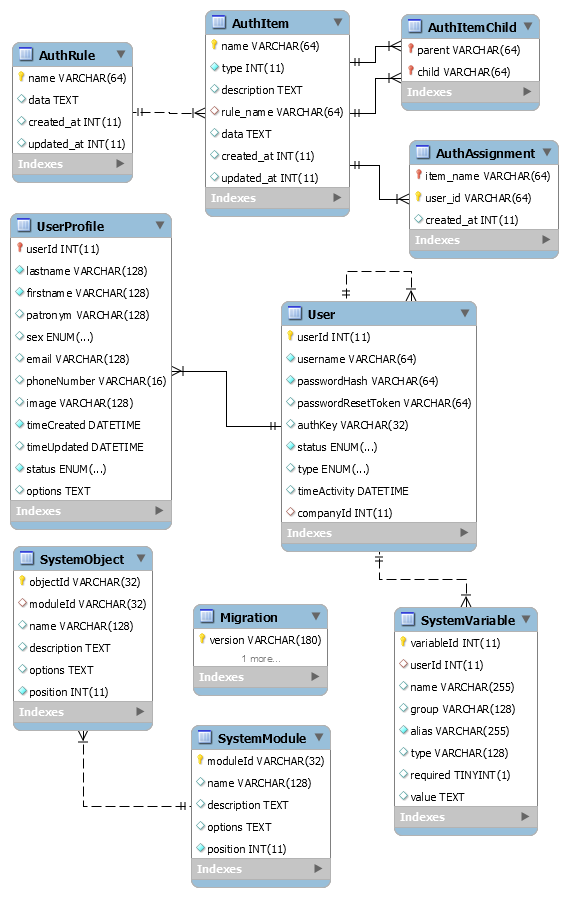 AuthRule
name VARCHAR(64)
data TEXT
created_at INT(11)
updated_at INT(11)
Indexes
AuthItem
name VARCHAR(64)
type INT(11)
description TEXT
rule_name VARCHAR(64)
data TEXT
created_at INT(11)
updated_at INT(11)
Indexes
AuthItemChild
parent VARCHAR(64)
child VARCHAR(64)
Indexes
AuthAssignment
item_name VARCHAR(64)
user_id VARCHAR(64)
created_at INT(11)
Indexes
UserProfile
userId INT(11)
lastname VARCHAR(128)
firstname VARCHAR(128)
patronym VARCHAR(128)
sex ENUM(...)
email VARCHAR(128)
phoneNumber VARCHAR(16)
image VARCHAR(128)
timeCreated DATETIME
timeUpdated DATETIME
status ENUM(...)
options TEXT
Indexes
User
userId INT(11)
username VARCHAR(64)
passwordHash VARCHAR(64)
passwordResetToken VARCHAR(64)
authKey VARCHAR(32)
status ENUM(...)
type ENUM(...)
timeActivity DATETIME
companyId INT(11)
Indexes
SystemObject
objectId VARCHAR(32)
moduleId VARCHAR(32)
name VARCHAR(128)
description TEXT
options TEXT
position INT(11)
Indexes
Migration
version VARCHAR(180)
1 more...
Indexes
SystemVariable
variableId INT(11)
userId INT(11)
name VARCHAR(255)
group VARCHAR(128)
alias VARCHAR(255)
type VARCHAR(128)
required TINYINT(1)
value TEXT
Indexes
SystemModule
moduleId VARCHAR(32)
name VARCHAR(128)
description TEXT
options TEXT
position INT(11)
Indexes